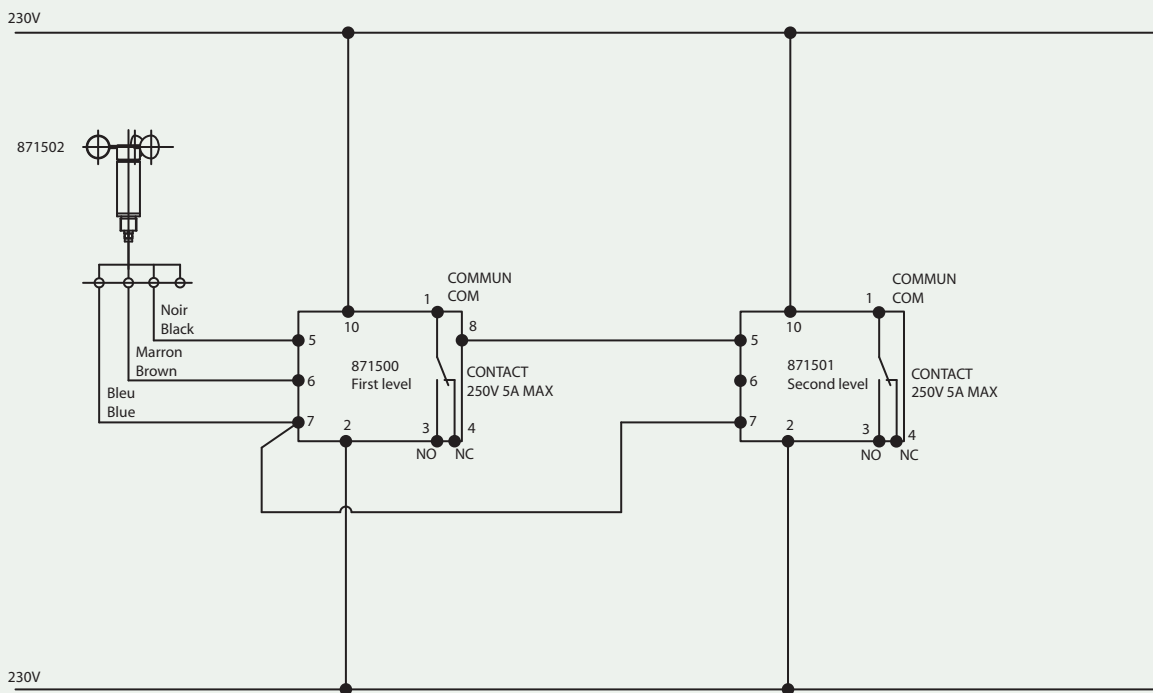 230V
871502
COMMUN
COM
1
8
10
5
Noir
Black
Marron
Brown
Bleu
Blue
6
7
871500
First level
CONTACT
250V 5A MAX
2
3
4
NO
NC
COMMUN
COM
1
10
5
6
7
871501
Second level
CONTACT
250V 5A MAX
2
3
4
NO
NC
230V